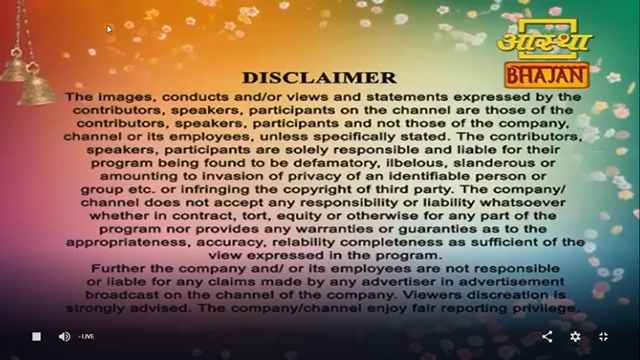 आस्था
BHAJAN
DISCLAIMER
The images, conducts and/or views and statements expressed by the
contributors, speakers, participants on the channel are those of the
contributors, speakers, participants and not those of the company,
channel or its employees, unless specifically stated. The contributors,
speakers, participants are solely responsible and liable for their
program being found to be defamatory, ilbelous, slanderous or
amounting to invasion of privacy of an identifiable person or
group etc. or infringing the copyright of third party. The company/
channel does not accept any responsibility or liability whatsoever
whether in contract, tort, equity or otherwise for any part of the
program nor provides any warranties or guaranties as to the
appropriateness, accuracy, relability completeness as sufficient of the
view expressed in the program.
Further the company and/ or its employees are not responsible
or liable for any claims made by any advertiser in advertisement
broadcast on the channel of the company. Viewers discreation is
strongly advised. The company/channel enjoy fair reporting privilege.
LIVE